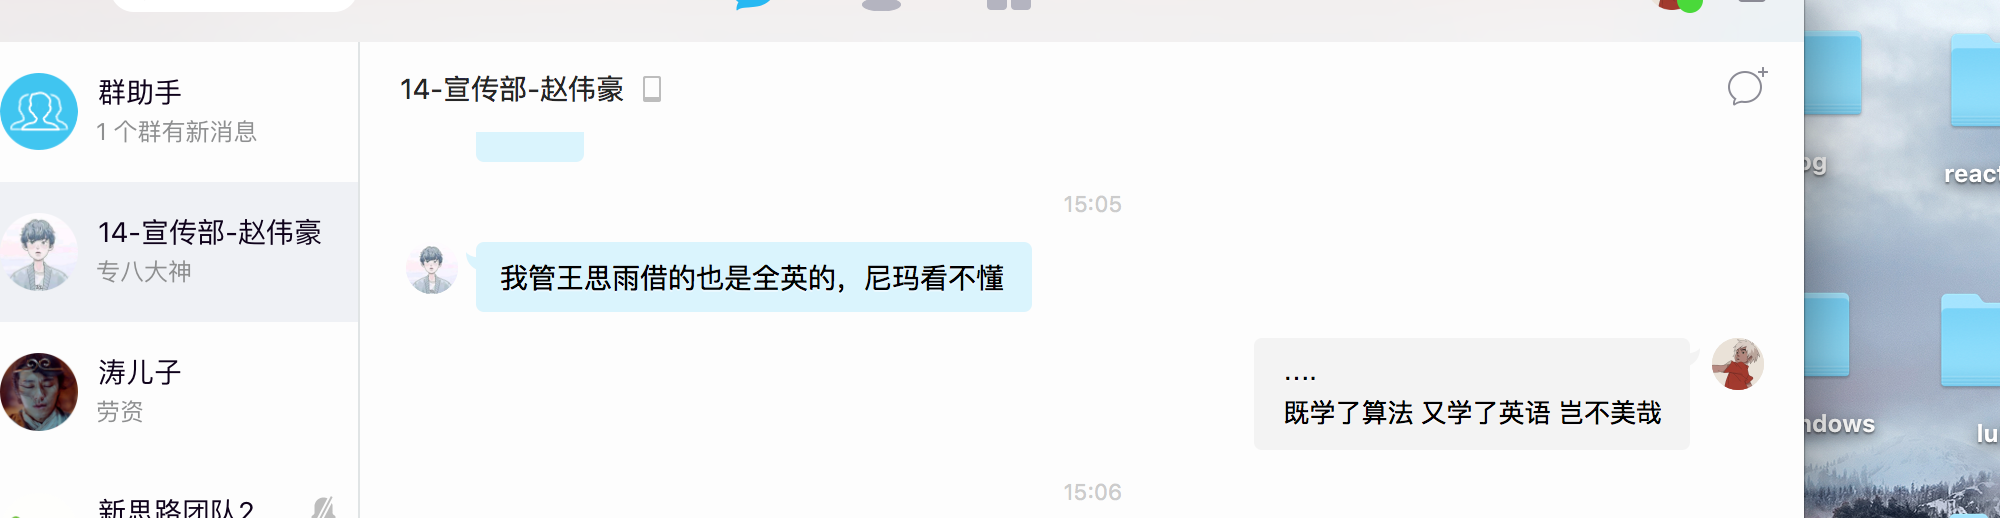 群助手
1 个群有新消息
14-宣传部-赵伟豪
专八大神
涛儿子
劳资
新思路团队2
14-宣传部-赵伟豪
15:05
我管王思雨借的也是全英的，尼玛看不懂
....
既学了算法 又学了英语 岂不美哉
15:06
og
react
ndows
lu